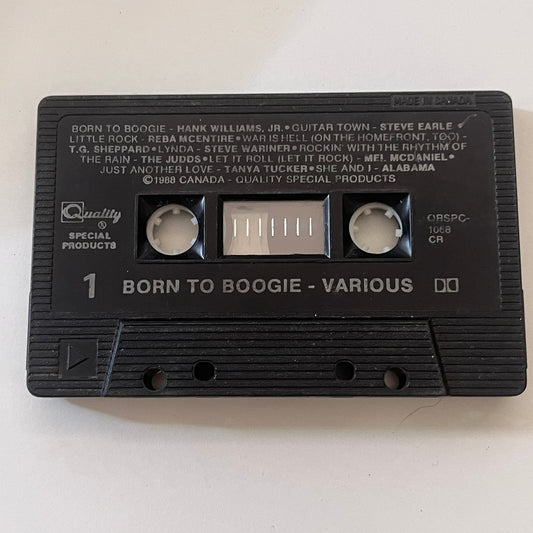 MADE IN CANADA
BORN TO BOOGIE - HANK WILLIAMS, JR.•GUITAR TOWN - STEVE EARLE •
LITTLE ROCK - REBA MCENTIRE•WAR IS HELL (ON THE HOMEFRONT, TOO) -
T.G. SHEPPARD•LYNDA - STEVE WARINER•ROCKIN' WITH THE RHYTHM OF
THE RAIN - THE JUDDS•LET IT ROLL (LET IT ROCK) - MEL MCDANIEL•
JUST ANOTHER LOVE - TANYA TUCKER•SHE AND I - ALABAMA
©1988 CANADA - QUALITY SPECIAL PRODUCTS
Quality
®
SPECIAL
PRODUCTS
QRSPC-
1068
CR
1 BORN TO BOOGIE - VARIOUS